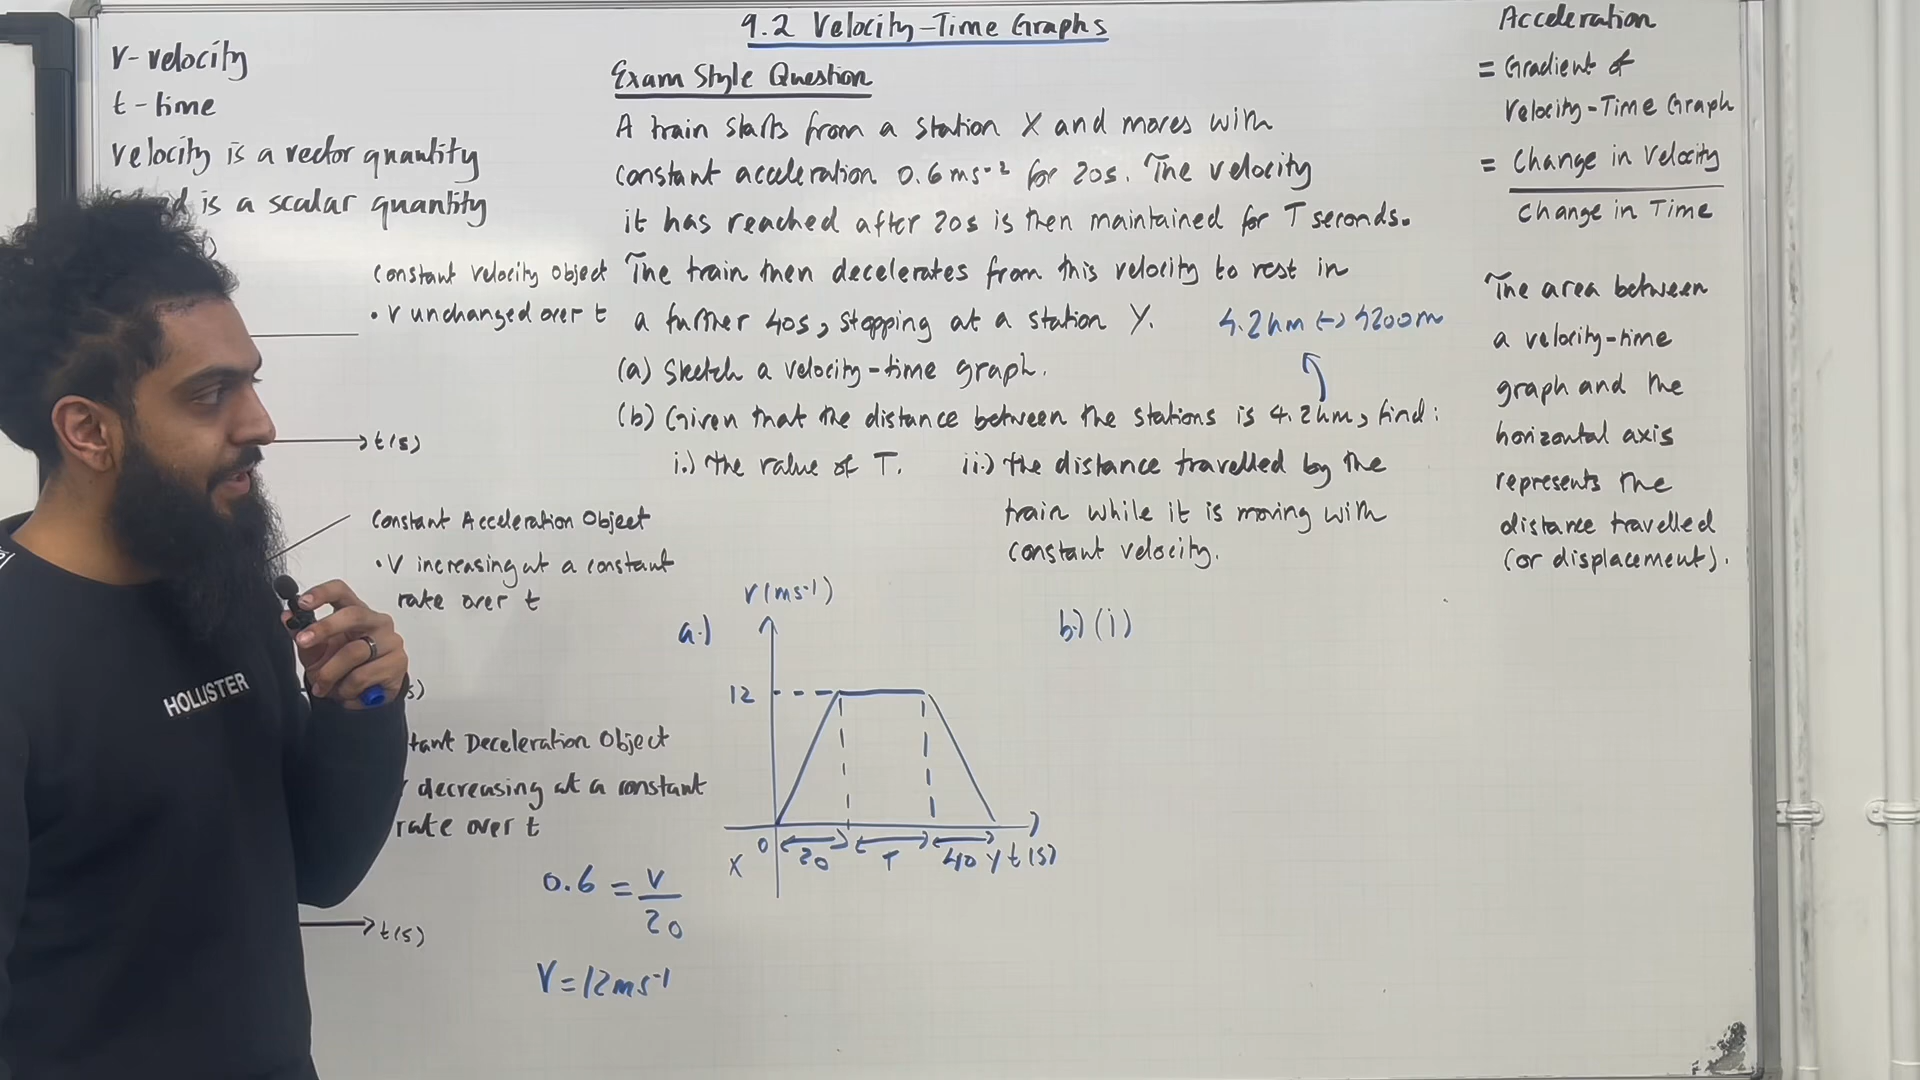 9.2 Velocity-Time Graphs
v - velocity
t - time
velocity is a vector quantity
is a scalar quantity
constant velocity object
• v unchanged over t
t(s)
Constant Acceleration Object
• v increasing at a constant
rate over t
Deceleration Object
decreasing at a constant
rate over t
t(s)
HOLLISTER
Exam Style Question
A train starts from a station X and moves with
constant acceleration 0.6ms⁻² for 20s. The velocity
it has reached after 20s is then maintained for T seconds.
The train then decelerates from this velocity to rest in
a further 40s, stopping at a station Y.
4.2km ↔ 4200m
(a) Sketch a velocity-time graph.
(b) Given that the distance between the stations is 4.2km, find:
i.) the value of T. ii.) the distance travelled by the
train while it is moving with
constant velocity.
a.)
v(ms⁻¹)
12
0 20 T 40 Y t(s)
X
0.6 = v/20
V = 12ms⁻¹
b.) (i)
Acceleration
= Gradient of
Velocity-Time Graph
= Change in Velocity
Change in Time
The area between
a velocity-time
graph and the
horizontal axis
represents the
distance travelled
(or displacement).